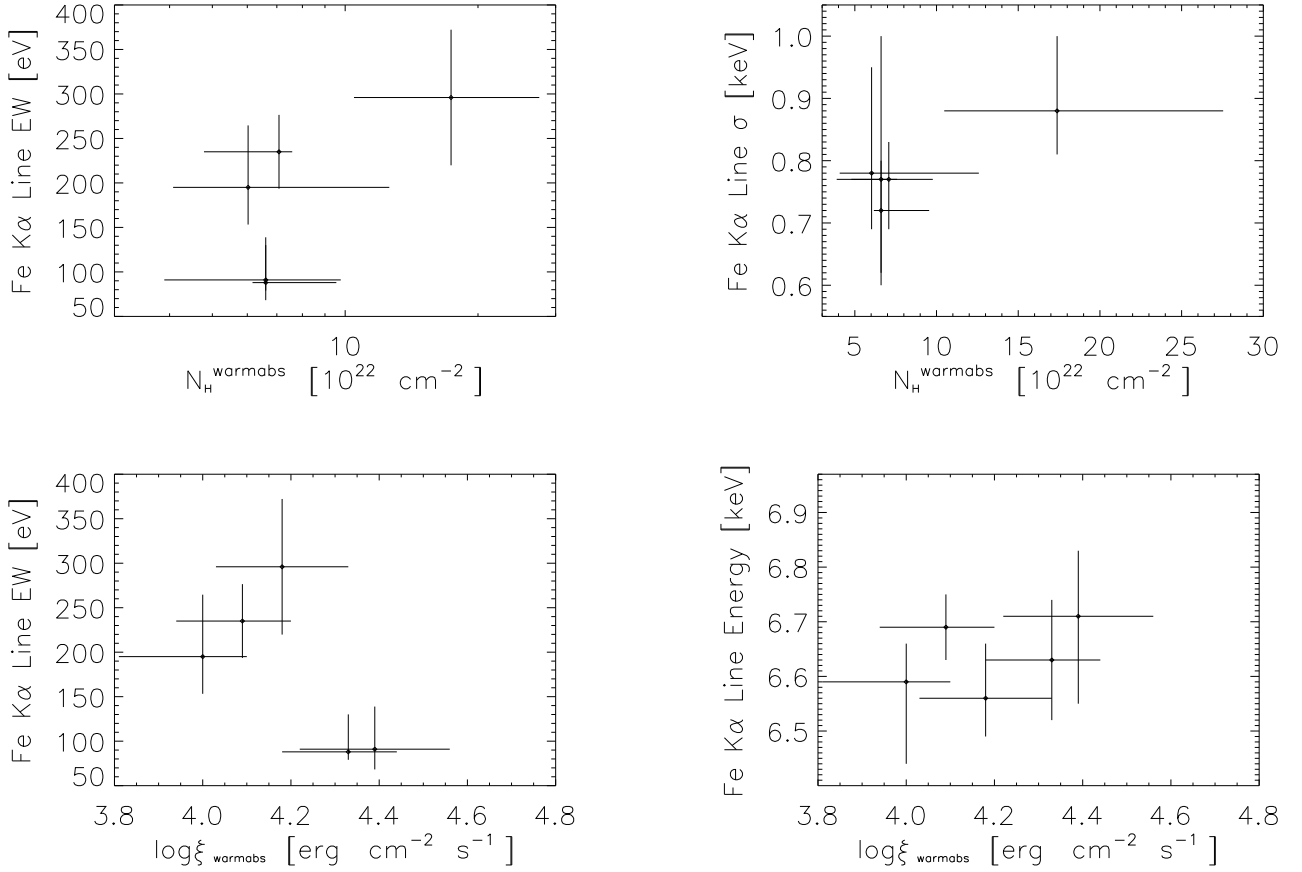 Fe Kα Line EW [eV]
400
350
300
250
200
150
100
50
10
N_H^warmabs [10^22 cm^-2]
Fe Kα Line σ [keV]
1.0
0.9
0.8
0.7
0.6
5 10 15 20 25 30
N_H^warmabs [10^22 cm^-2]
Fe Kα Line EW [eV]
400
350
300
250
200
150
100
50
3.8 4.0 4.2 4.4 4.6 4.8
logξ_warmabs [erg cm^-2 s^-1]
Fe Kα Line Energy [keV]
6.9
6.8
6.7
6.6
6.5
3.8 4.0 4.2 4.4 4.6 4.8
logξ_warmabs [erg cm^-2 s^-1]